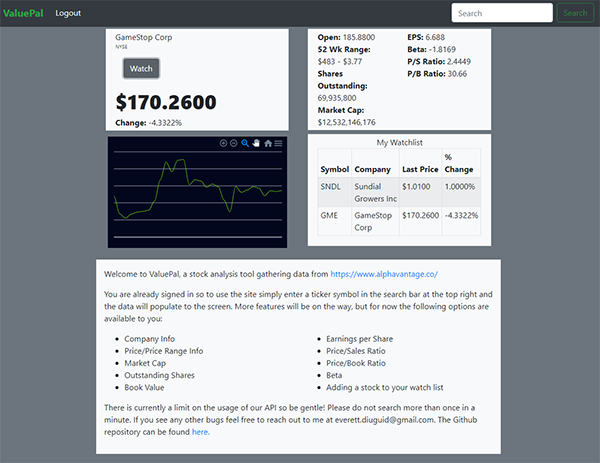 ValuePal Logout Search Search
GameStop Corp
NYSE
Watch
$170.2600
Change: -4.3322%
Open: 185.8800
52 Wk Range:
$483 - $3.77
Shares
Outstanding:
69,935,800
Market Cap:
$12,532,146,176
EPS: 6.688
Beta: -1.8169
P/S Ratio: 2.4449
P/B Ratio: 30.66
My Watchlist
Symbol Company Last Price % Change
SNDL Sundial Growers Inc $1.0100 1.0000%
GME GameStop Corp $170.2600 -4.3322%
Welcome to ValuePal, a stock analysis tool gathering data from https://www.alphavantage.co/
You are already signed in so to use the site simply enter a ticker symbol in the search bar at the top right and
the data will populate to the screen. More features will be on the way, but for now the following options are
available to you:
Company Info
Price/Price Range Info
Market Cap
Outstanding Shares
Book Value
Earnings per Share
Price/Sales Ratio
Price/Book Ratio
Beta
Adding a stock to your watch list
There is currently a limit on the usage of our API so be gentle! Please do not search more than once in a
minute. If you see any other bugs feel free to reach out to me at everett.diuguid@gmail.com. The Github
repository can be found here.